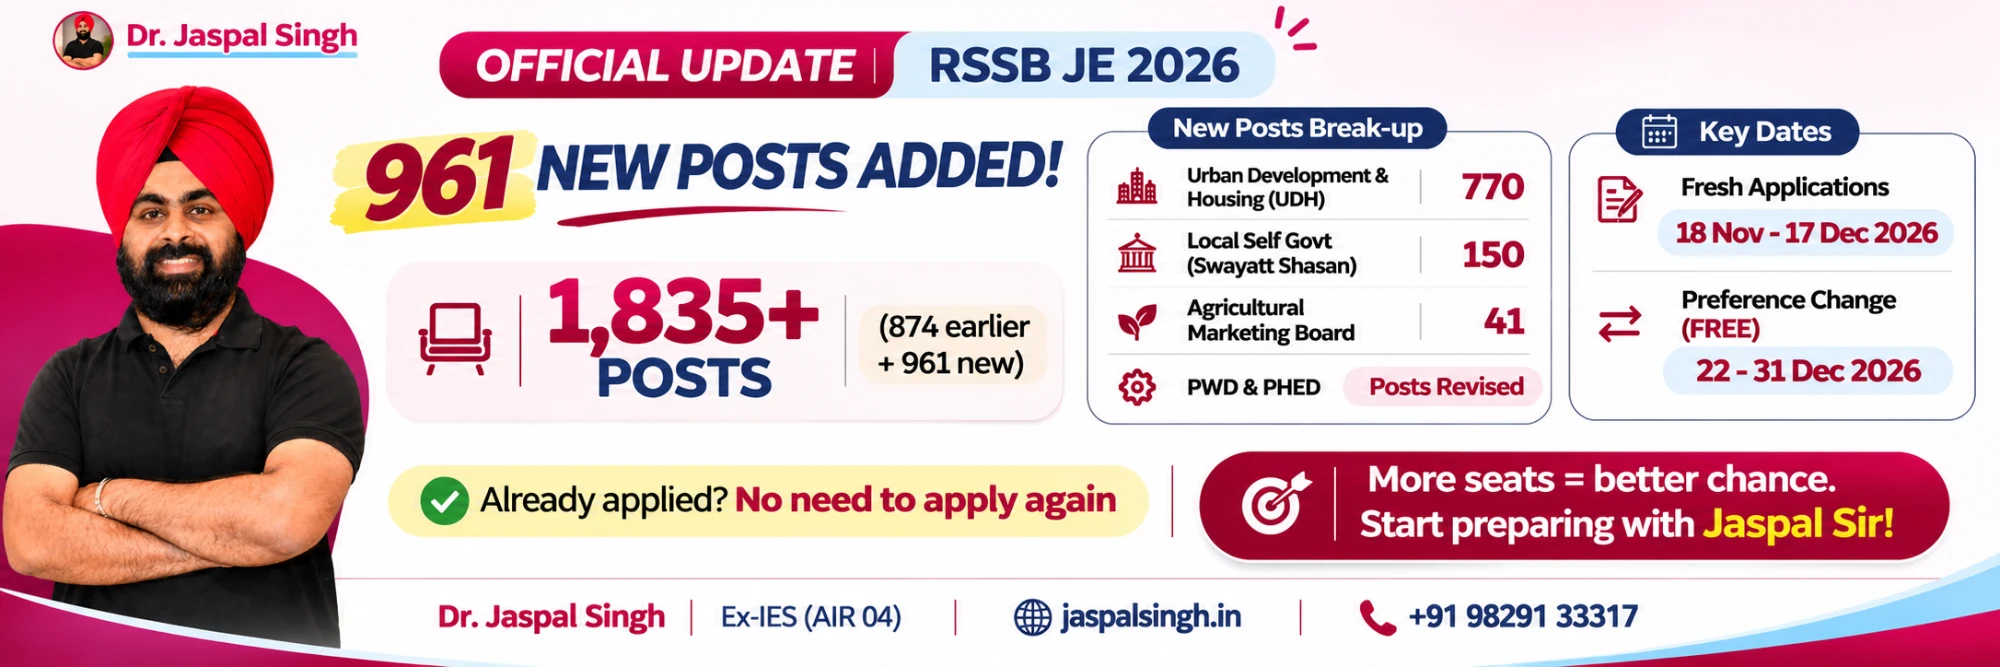 Dr. Jaspal Singh
OFFICIAL UPDATE
RSSB JE 2026
961 NEW POSTS ADDED!
1,835+
POSTS
(874 earlier
+ 961 new)
New Posts Break-up
Urban Development &
Housing (UDH)
770
Local Self Govt
(Swayatt Shasan)
150
Agricultural
Marketing Board
41
PWD & PHED
Posts Revised
Key Dates
Fresh Applications
18 Nov - 17 Dec 2026
Preference Change
(FREE)
22 - 31 Dec 2026
Already applied? No need to apply again
More seats = better chance.
Start preparing with Jaspal Sir!
Dr. Jaspal Singh
Ex-IES (AIR 04)
jaspalsingh.in
+91 98291 33317